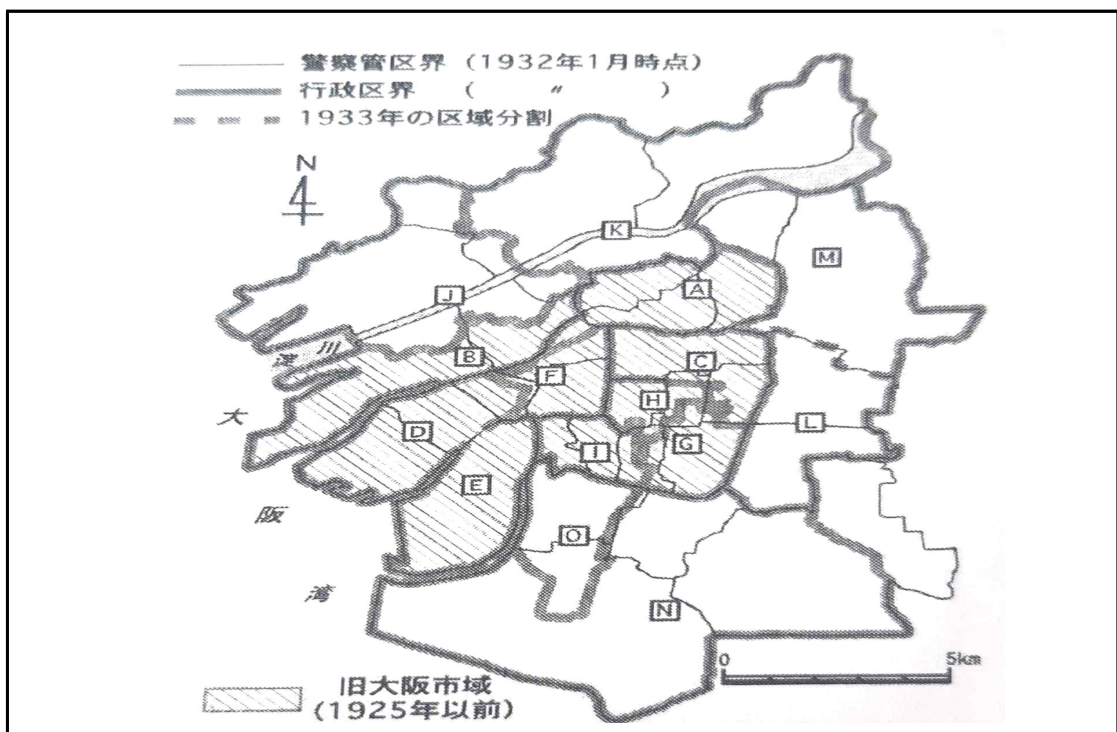 警察管区界 (1932年1月時点)
行政区界 ( 〃 )
1933年の区域分割
N
K
M
A
J
淀川
B
C
F
H
大阪湾
D
L
G
I
E
O
N
0 5km
旧大阪市域
(1925年以前)